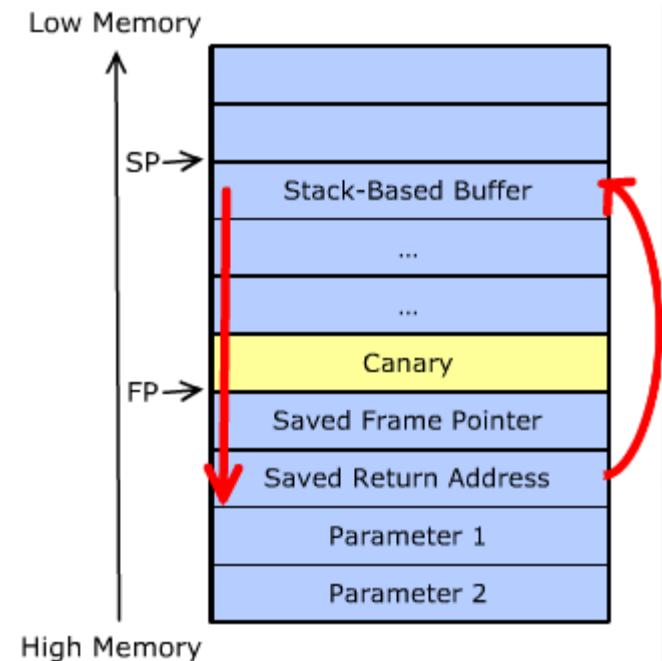 Low Memory
SP
Stack-Based Buffer
...
...
Canary
FP
Saved Frame Pointer
Saved Return Address
Parameter 1
Parameter 2
High Memory